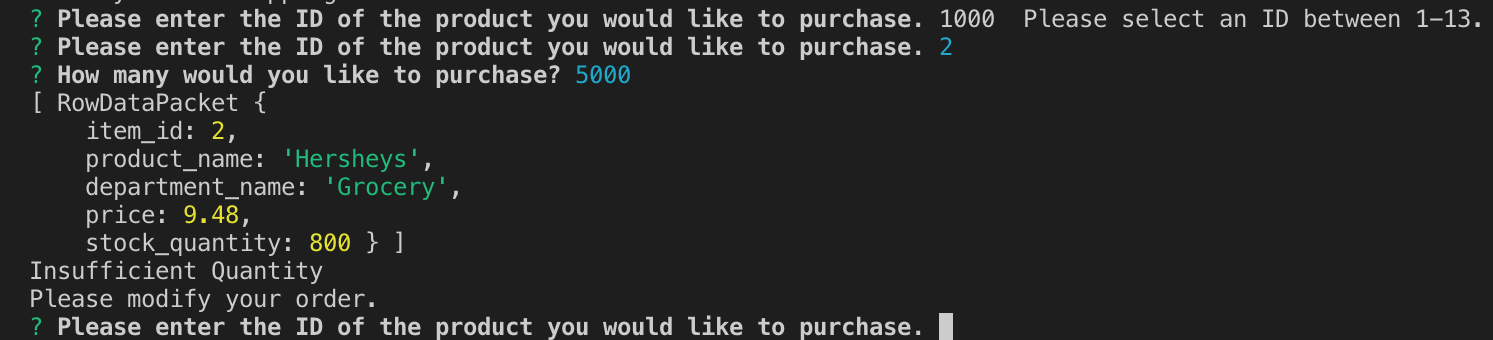 ? Please enter the ID of the product you would like to purchase. 1000  Please select an ID between 1-13.
? Please enter the ID of the product you would like to purchase. 2
? How many would you like to purchase? 5000
[ RowDataPacket {
    item_id: 2,
    product_name: 'Hersheys',
    department_name: 'Grocery',
    price: 9.48,
    stock_quantity: 800 } ]
Insufficient Quantity
Please modify your order.
? Please enter the ID of the product you would like to purchase.